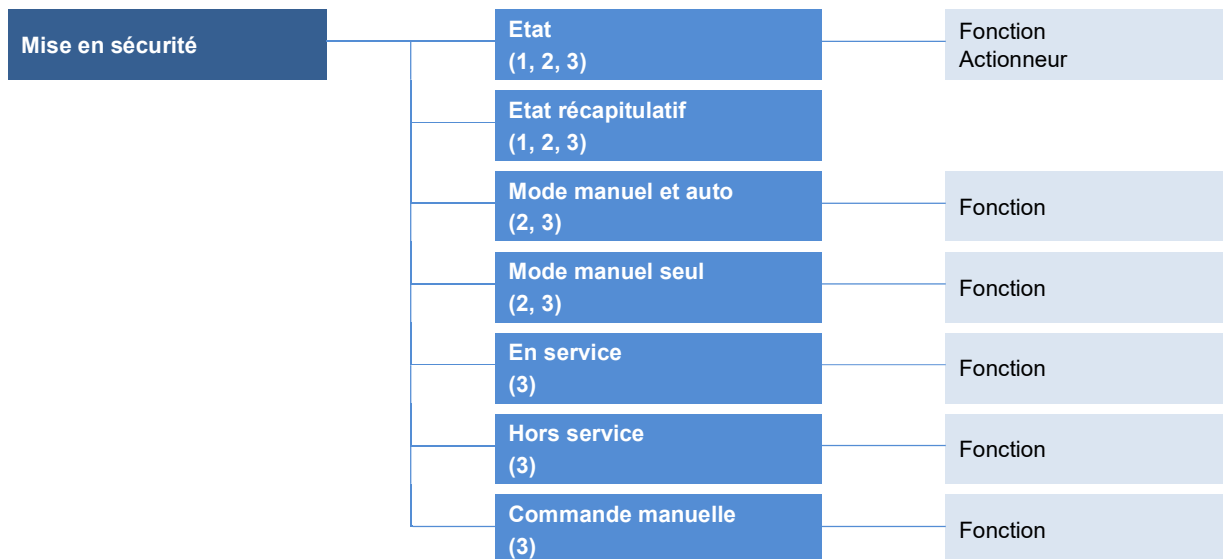 Mise en sécurité
Etat
(1, 2, 3)
Fonction
Actionneur
Etat récapitulatif
(1, 2, 3)
Mode manuel et auto
(2, 3)
Fonction
Mode manuel seul
(2, 3)
Fonction
En service
(3)
Fonction
Hors service
(3)
Fonction
Commande manuelle
(3)
Fonction